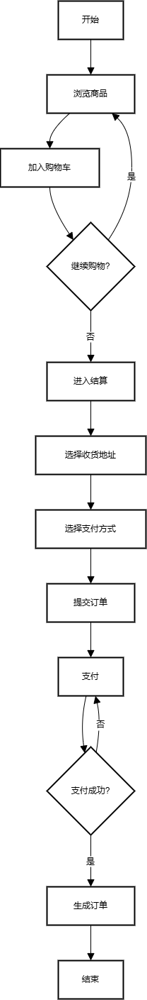 开始
浏览商品
加入购物车
是
继续购物?
否
进入结算
选择收货地址
选择支付方式
提交订单
支付
否
支付成功?
是
生成订单
结束